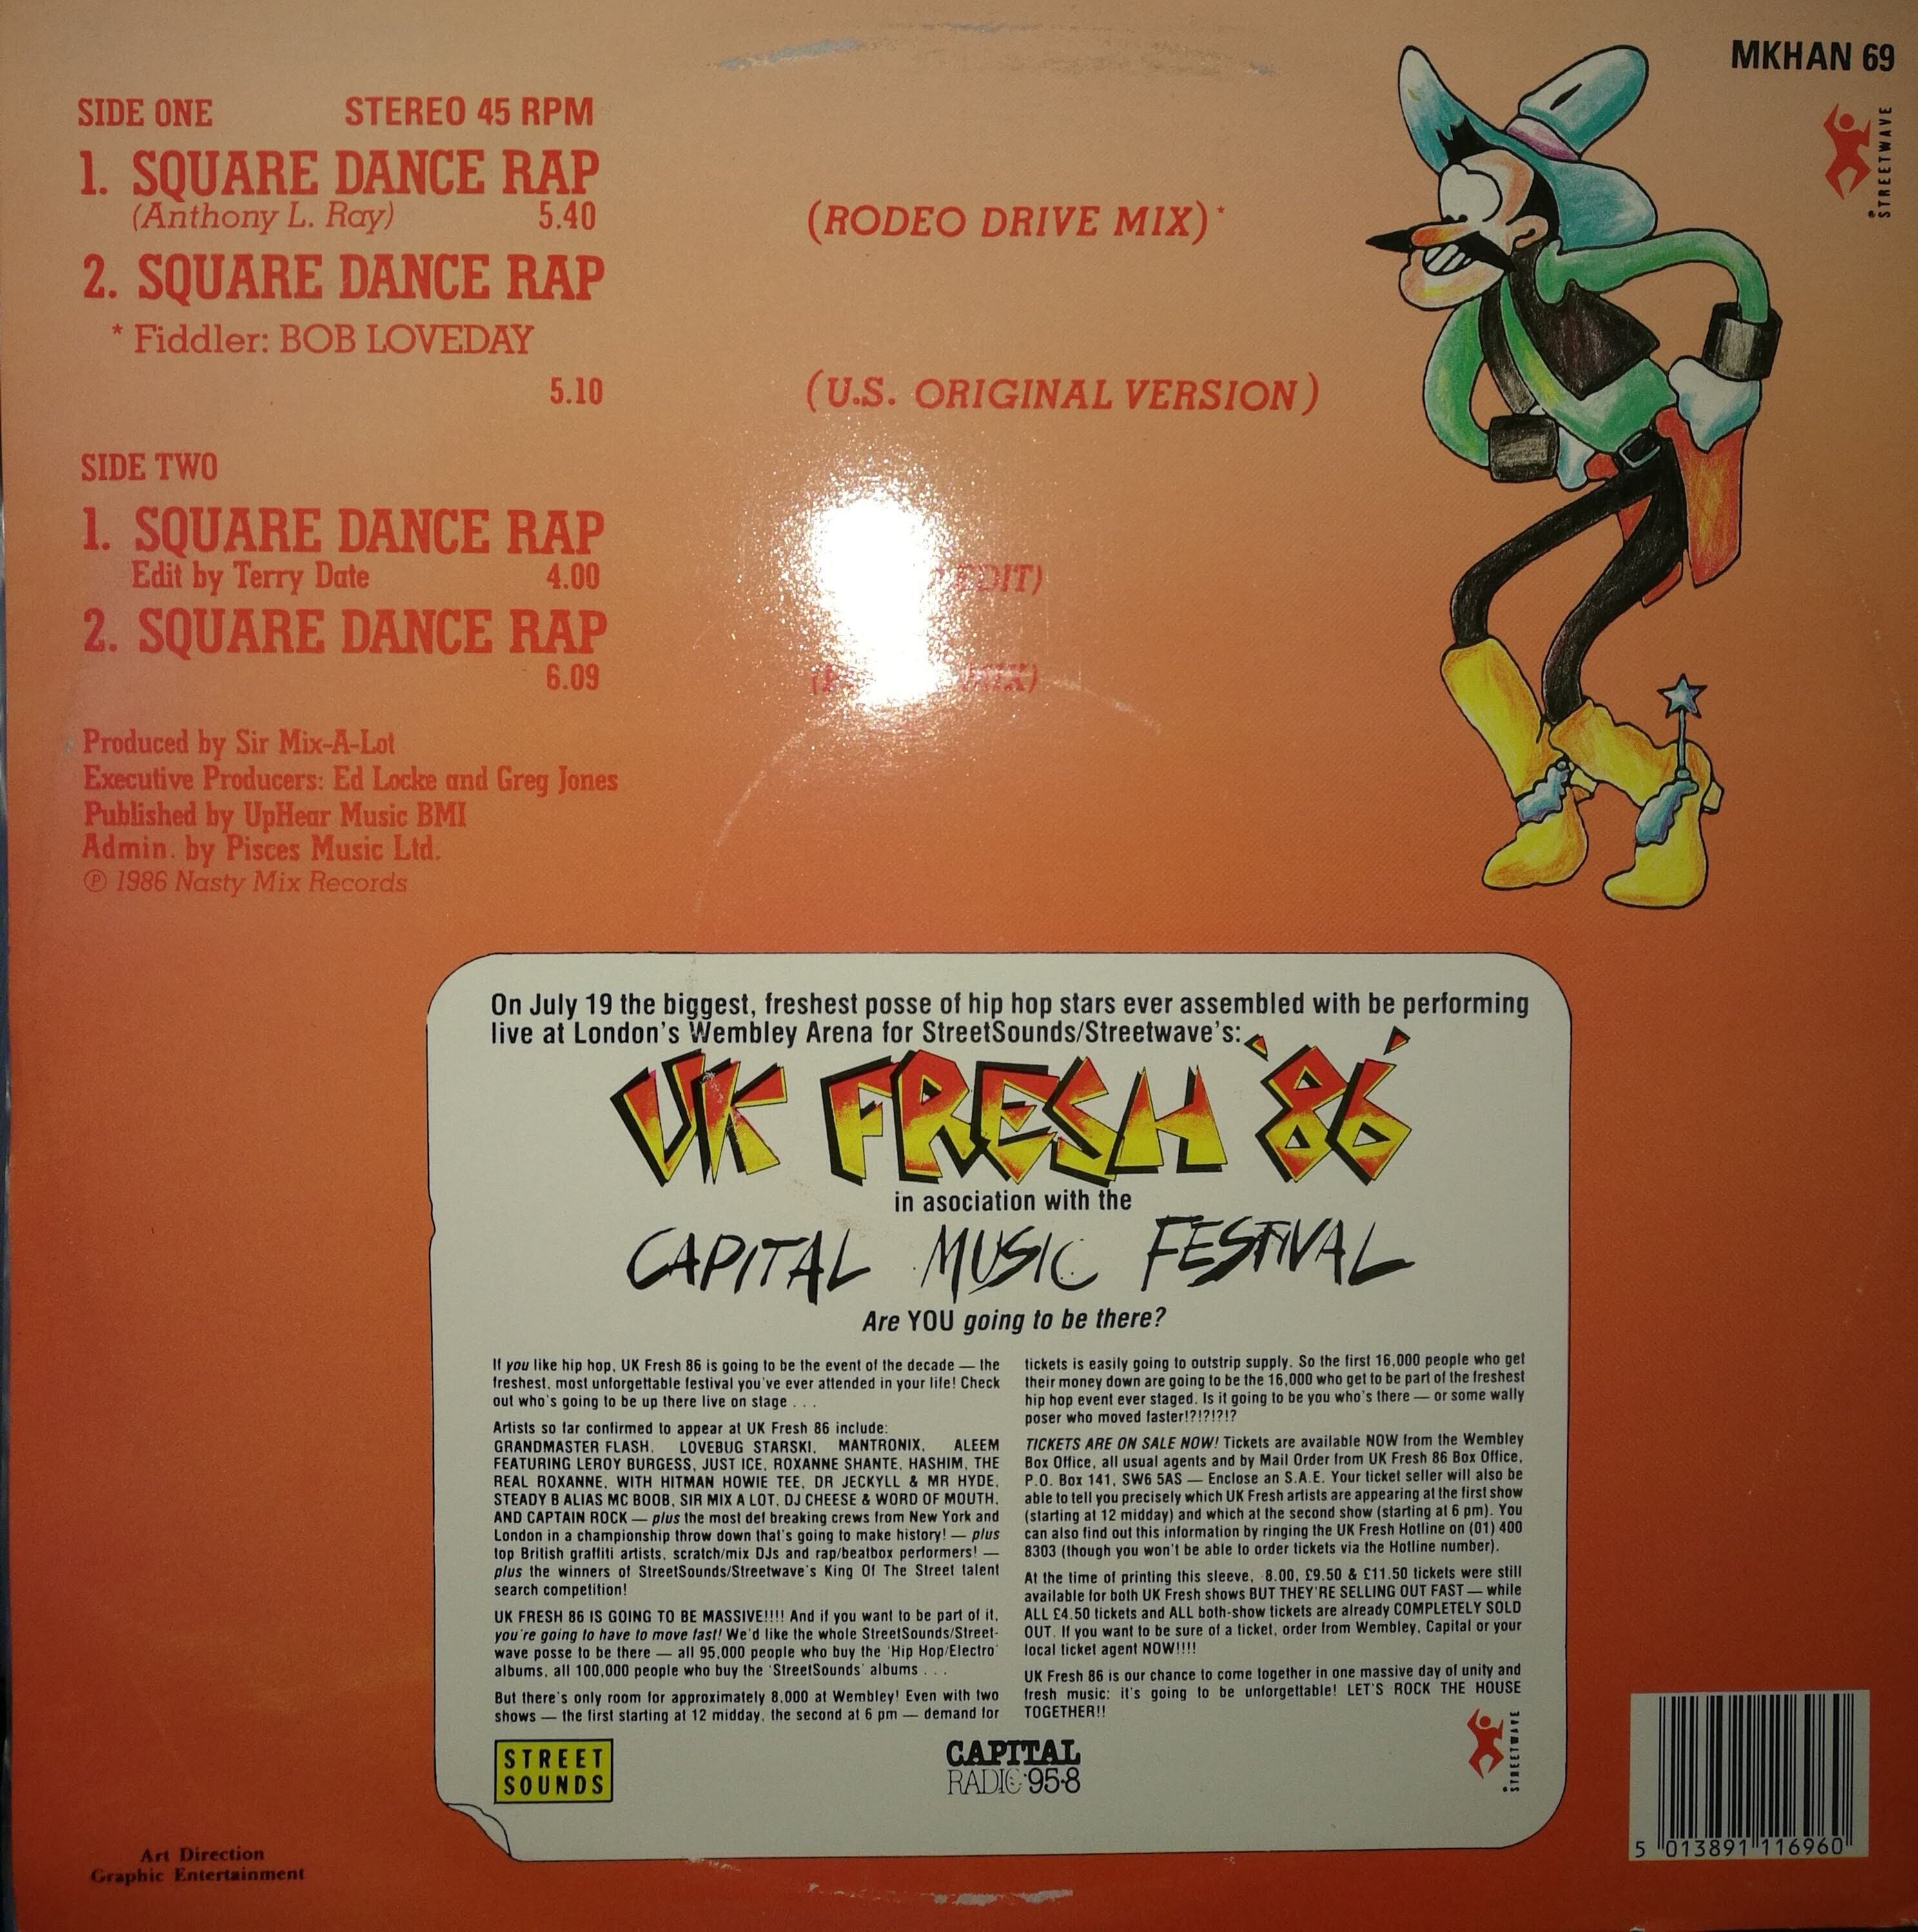 MKHAN 69
STREETWAVE
SIDE ONE STEREO 45 RPM
1. SQUARE DANCE RAP
(Anthony L. Ray) 5.40 (RODEO DRIVE MIX)*
2. SQUARE DANCE RAP
* Fiddler: BOB LOVEDAY
5.10 (U.S. ORIGINAL VERSION)
SIDE TWO
1. SQUARE DANCE RAP
Edit by Terry Date 4.00 EDIT)
2. SQUARE DANCE RAP
6.09 MIX)
Produced by Sir Mix-A-Lot
Executive Producers: Ed Locke and Greg Jones
Published by UpHear Music BMI
Admin. by Pisces Music Ltd.
℗ 1986 Nasty Mix Records
On July 19 the biggest, freshest posse of hip hop stars ever assembled with be performing
live at London's Wembley Arena for StreetSounds/Streetwave's:
UK FRESH '86'
in asociation with the
CAPITAL MUSIC FESTIVAL
Are YOU going to be there?
If you like hip hop, UK Fresh 86 is going to be the event of the decade — the
freshest, most unforgettable festival you've ever attended in your life! Check
out who's going to be up there live on stage . . .
Artists so far confirmed to appear at UK Fresh 86 include:
GRANDMASTER FLASH, LOVEBUG STARSKI, MANTRONIX, ALEEM
FEATURING LEROY BURGESS, JUST ICE, ROXANNE SHANTE, HASHIM, THE
REAL ROXANNE, WITH HITMAN HOWIE TEE, DR JECKYLL & MR HYDE,
STEADY B ALIAS MC BOOB, SIR MIX A LOT, DJ CHEESE & WORD OF MOUTH,
AND CAPTAIN ROCK — plus the most def breaking crews from New York and
London in a championship throw down that's going to make history! — plus
top British graffiti artists, scratch/mix DJs and rap/beatbox performers! —
plus the winners of StreetSounds/Streetwave's King Of The Street talent
search competition!
UK FRESH 86 IS GOING TO BE MASSIVE!!!! And if you want to be part of it,
you're going to have to move fast! We'd like the whole StreetSounds/Street-
wave posse to be there — all 95,000 people who buy the 'Hip Hop/Electro'
albums, all 100,000 people who buy the 'StreetSounds' albums . . .
But there's only room for approximately 8,000 at Wembley! Even with two
shows — the first starting at 12 midday, the second at 6 pm — demand for
tickets is easily going to outstrip supply. So the first 16,000 people who get
their money down are going to be the 16,000 who get to be part of the freshest
hip hop event ever staged. Is it going to be you who's there — or some wally
poser who moved faster!?!?!?!?
TICKETS ARE ON SALE NOW! Tickets are available NOW from the Wembley
Box Office, all usual agents and by Mail Order from UK Fresh 86 Box Office,
P.O. Box 141, SW6 5AS — Enclose an S.A.E. Your ticket seller will also be
able to tell you precisely which UK Fresh artists are appearing at the first show
(starting at 12 midday) and which at the second show (starting at 6 pm). You
can also find out this information by ringing the UK Fresh Hotline on (01) 400
8303 (though you won't be able to order tickets via the Hotline number).
At the time of printing this sleeve, 8.00, £9.50 & £11.50 tickets were still
available for both UK Fresh shows BUT THEY'RE SELLING OUT FAST — while
ALL £4.50 tickets and ALL both-show tickets are already COMPLETELY SOLD
OUT. If you want to be sure of a ticket, order from Wembley, Capital or your
local ticket agent NOW!!!!
UK Fresh 86 is our chance to come together in one massive day of unity and
fresh music: it's going to be unforgettable! LET'S ROCK THE HOUSE
TOGETHER!!
STREET
SOUNDS
CAPITAL
RADIO 95·8
STREETWAVE
5 013891 116960
Art Direction
Graphic Entertainment